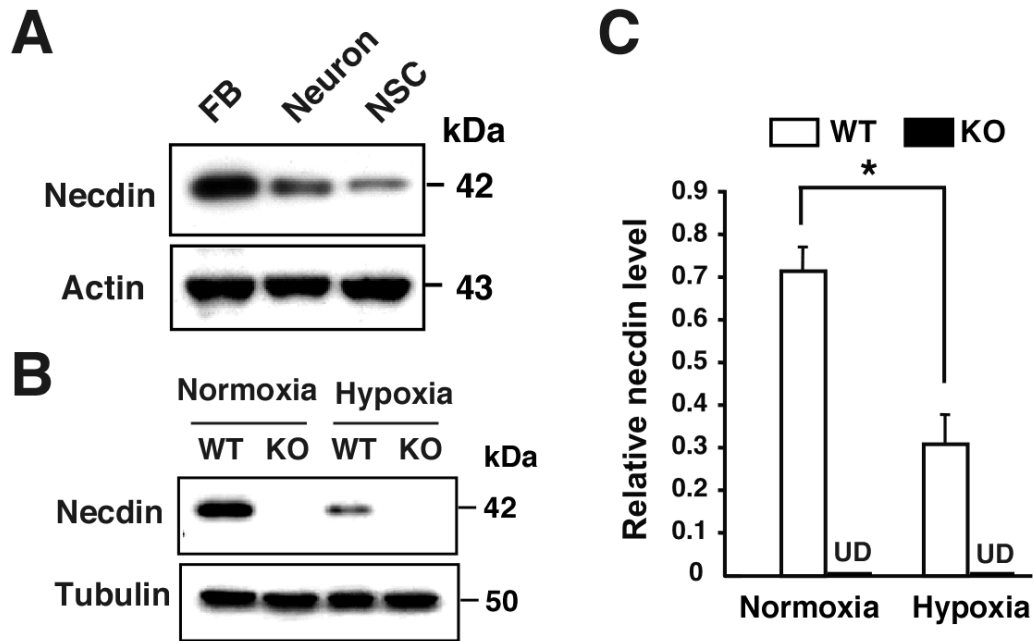 A
FB Neuron NSC
kDa
Necdin 42
Actin 43
B
Normoxia Hypoxia
WT KO WT KO
kDa
Necdin 42
Tubulin 50
C
WT KO
*
Relative necdin level
0.9
0.8
0.7
0.6
0.5
0.4
0.3
0.2
0.1
0
UD UD
Normoxia Hypoxia